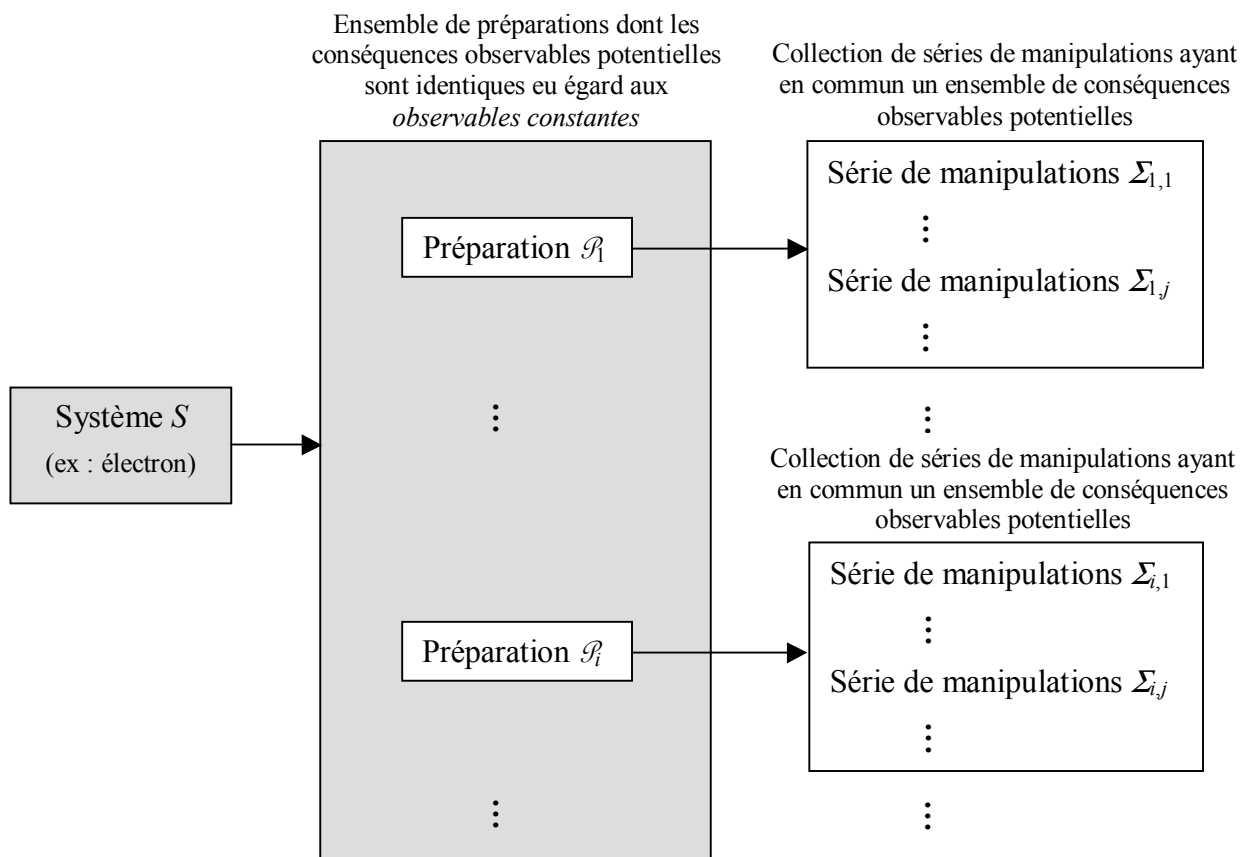 Ensemble de préparations dont les
conséquences observables potentielles
sont identiques eu égard aux
observables constantes
Collection de séries de manipulations ayant
en commun un ensemble de conséquences
observables potentielles
Série de manipulations Σ1,1
⋮
Préparation 𝒫1
Série de manipulations Σ1,j
⋮
Système S
(ex : électron)
⋮
⋮
Collection de séries de manipulations ayant
en commun un ensemble de conséquences
observables potentielles
Série de manipulations Σi,1
⋮
Préparation 𝒫i
Série de manipulations Σi,j
⋮
⋮
⋮